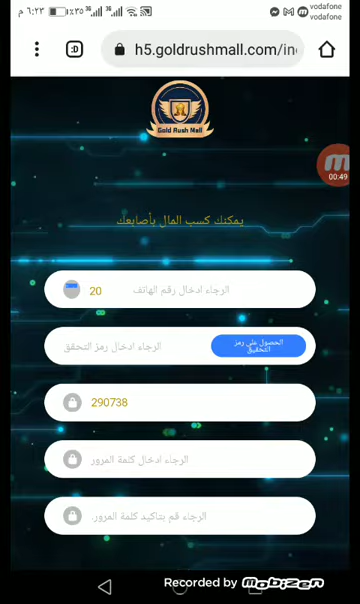 ٦:٢٣ م
٪٣٥
vodafone
vodafone
:D
h5.goldrushmall.com/in
Gold Rush Mall
00:49
يمكنك كسب المال بأصابعك
20
الرجاء ادخال رقم الهاتف
الرجاء ادخال رمز التحقق
الحصول على رمز
التحقيق
290738
الرجاء ادخال كلمة المرور
الرجاء قم بتاكيد كلمة المرور.
Recorded by mobizen